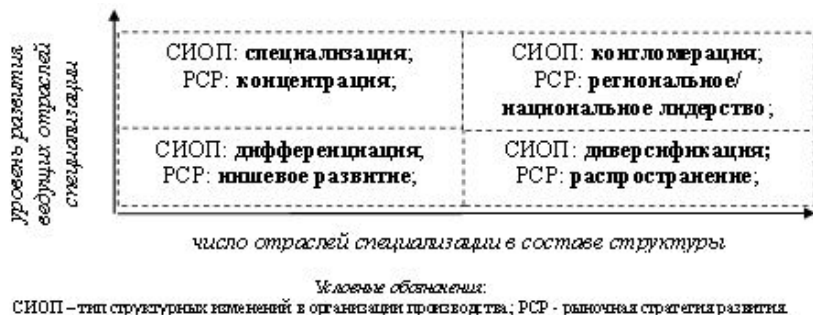 уровень развития
ведущих отраслей
специализации
СИОП: специализация;
РСР: концентрация;
СИОП: конгломерация;
РСР: региональное/
национальное лидерство;
СИОП: дифференциация;
РСР: нишевое развитие;
СИОП: диверсификация;
РСР: распространение;
число отраслей специализации в составе структуры
Условные обозначения:
СИОП – тип структурных изменений в организации производства; РСР - рыночная стратегия развития.